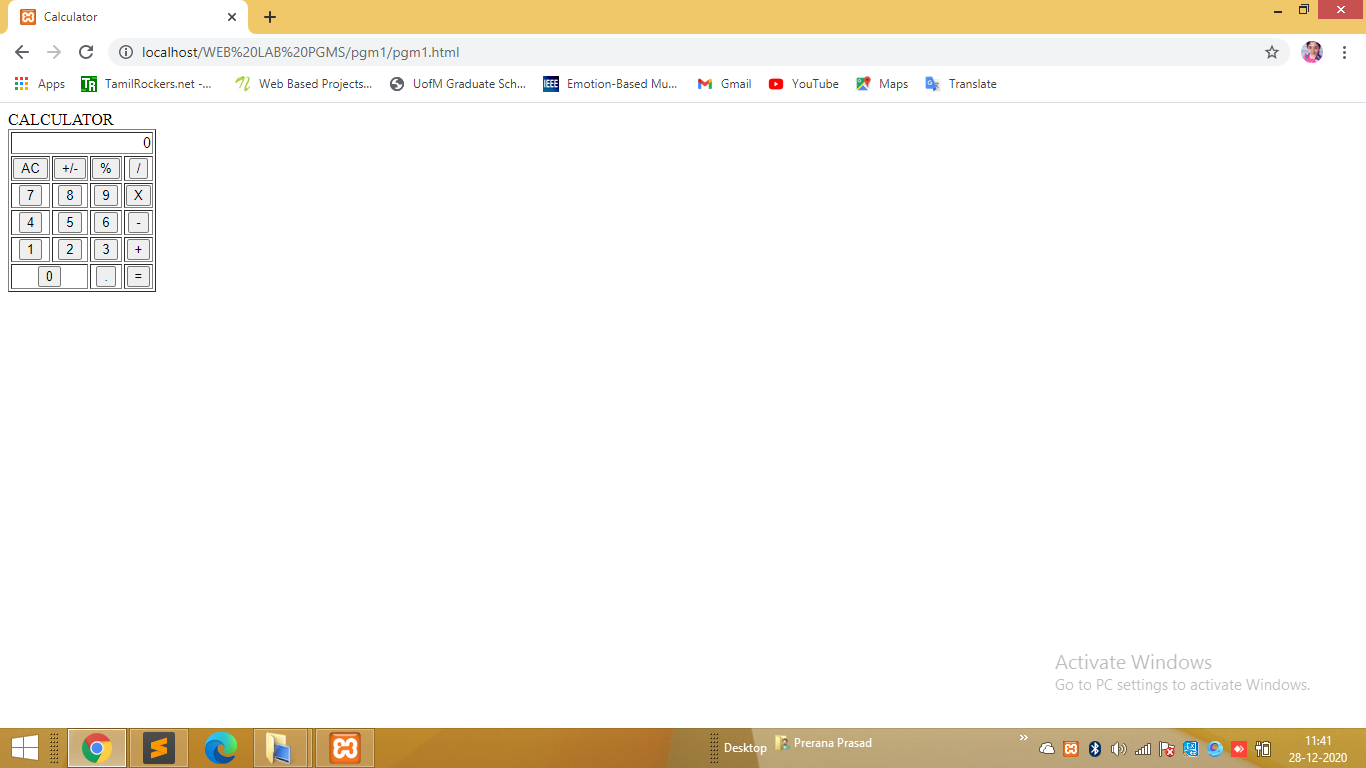 Calculator
localhost/WEB%20LAB%20PGMS/pgm1/pgm1.html
Apps TR TamilRockers.net -... Web Based Projects... UofM Graduate Sch... IEEE Emotion-Based Mu... Gmail YouTube Maps Translate
CALCULATOR
0
AC +/- % /
7 8 9 X
4 5 6 -
1 2 3 +
0 . =
Activate Windows
Go to PC settings to activate Windows.
Desktop Prerana Prasad
11:41
28-12-2020